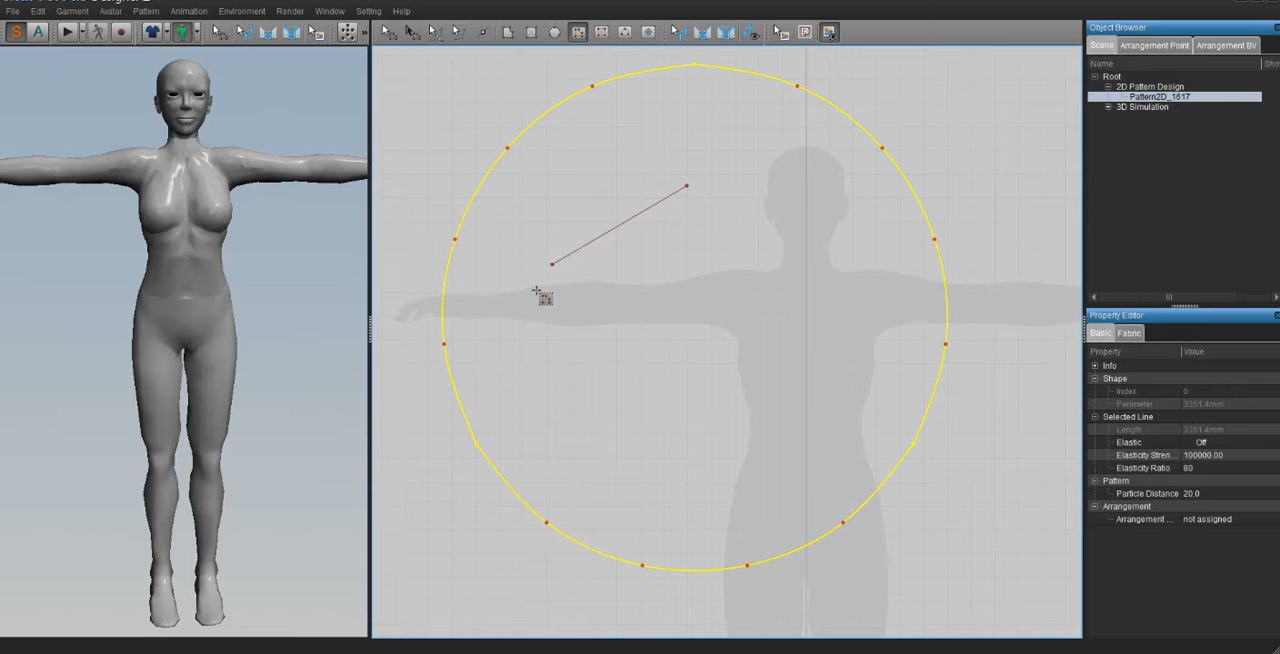 File Edit Garment Avatar Pattern Animation Environment Render Window Setting Help
S A
Object Browser
Scene Arrangement Point Arrangement BV
Name Sho
Root
2D Pattern Design
Pattern2D_1617
3D Simulation
Property Editor
Basic Fabric
Property Value
Info
Shape
Index 0
Perimeter 3351.4mm
Selected Line
Length 3351.4mm
Elastic Off
Elasticity Stren... 100000.00
Elasticity Ratio 80
Pattern
Particle Distance 20.0
Arrangement
Arrangement ... not assigned